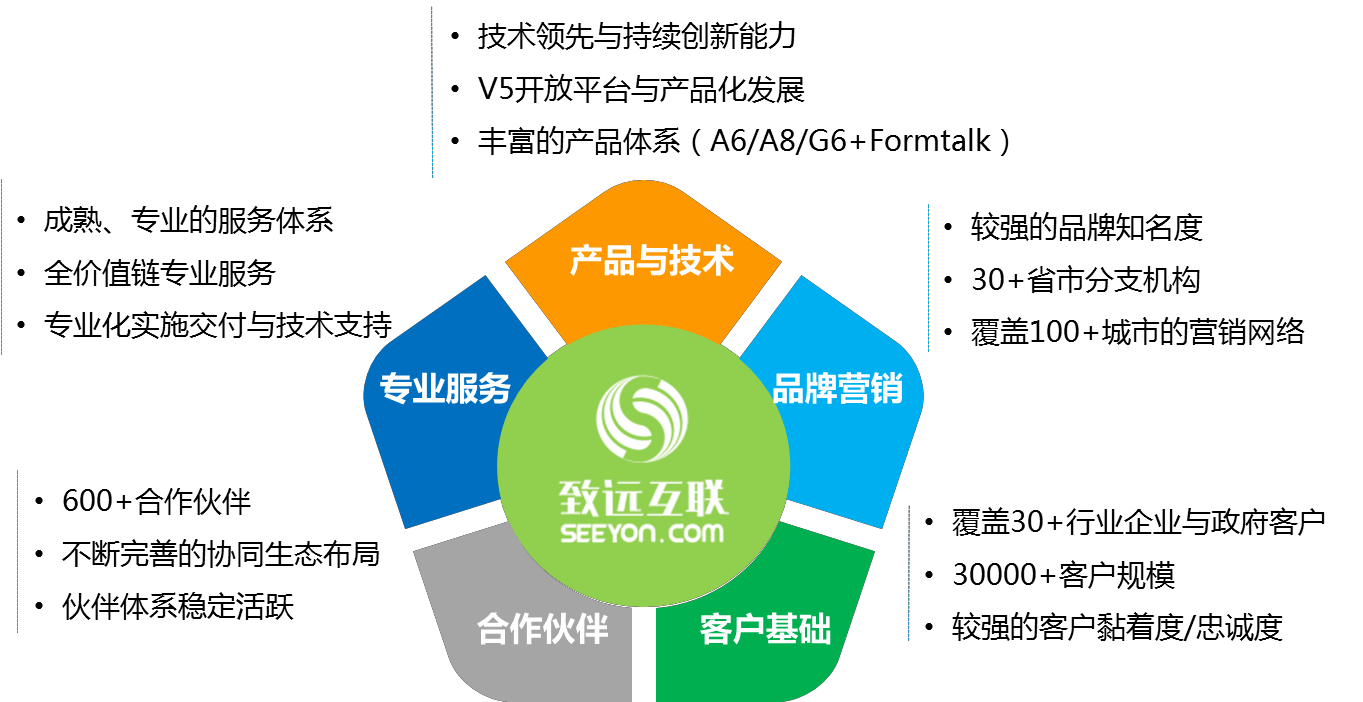 • 技术领先与持续创新能力
• V5开放平台与产品化发展
• 丰富的产品体系（A6/A8/G6+Formtalk）
产品与技术
• 成熟、专业的服务体系
• 全价值链专业服务
• 专业化实施交付与技术支持
专业服务
• 较强的品牌知名度
• 30+省市分支机构
• 覆盖100+城市的营销网络
品牌营销
致远互联
SEEYON.COM
• 600+合作伙伴
• 不断完善的协同生态布局
• 伙伴体系稳定活跃
合作伙伴
• 覆盖30+行业企业与政府客户
• 30000+客户规模
• 较强的客户黏着度/忠诚度
客户基础